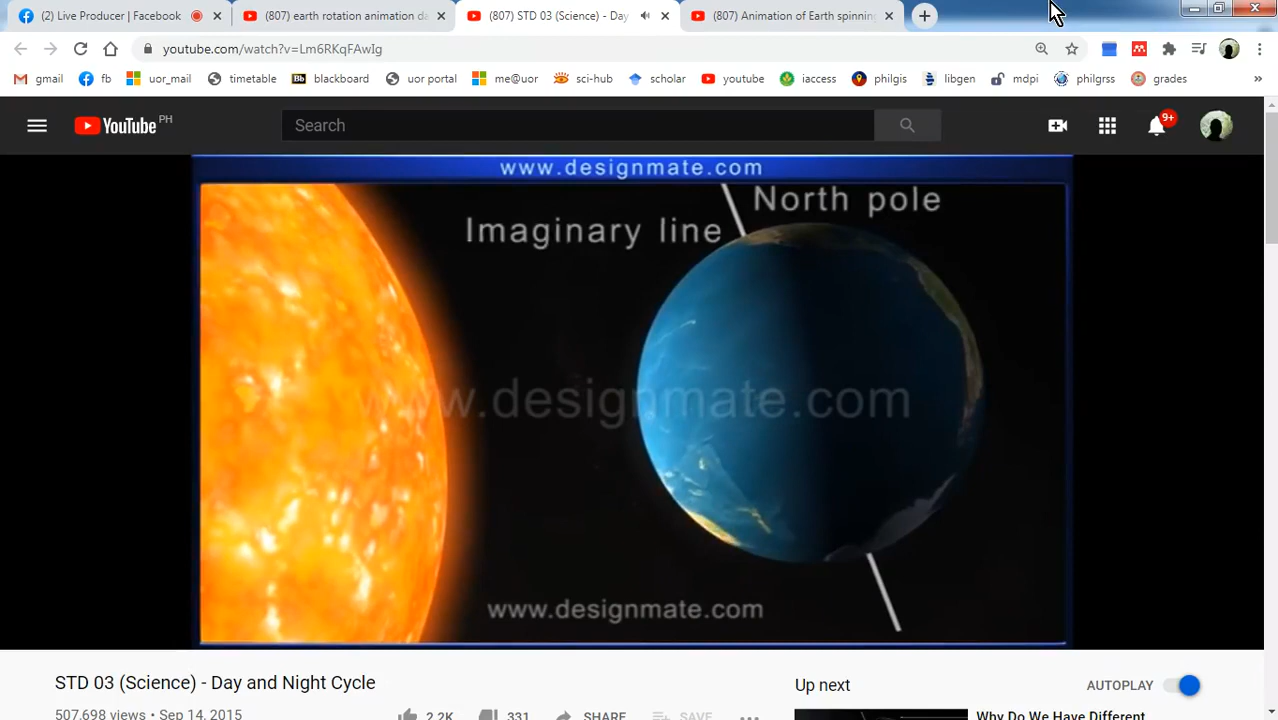 (2) Live Producer | Facebook
(807) earth rotation animation da
(807) STD 03 (Science) - Day
(807) Animation of Earth spinning
youtube.com/watch?v=Lm6RKqFAwIg
gmail fb uor_mail timetable blackboard uor portal me@uor sci-hub scholar youtube iaccess philgis libgen mdpi philgrss grades »
YouTube PH
Search
9+
www.designmate.com
North pole
Imaginary line
www.designmate.com
www.designmate.com
STD 03 (Science) - Day and Night Cycle
507,698 views • Sep 14, 2015
2.2K 331 SHARE SAVE
Up next
AUTOPLAY
Why Do We Have Different